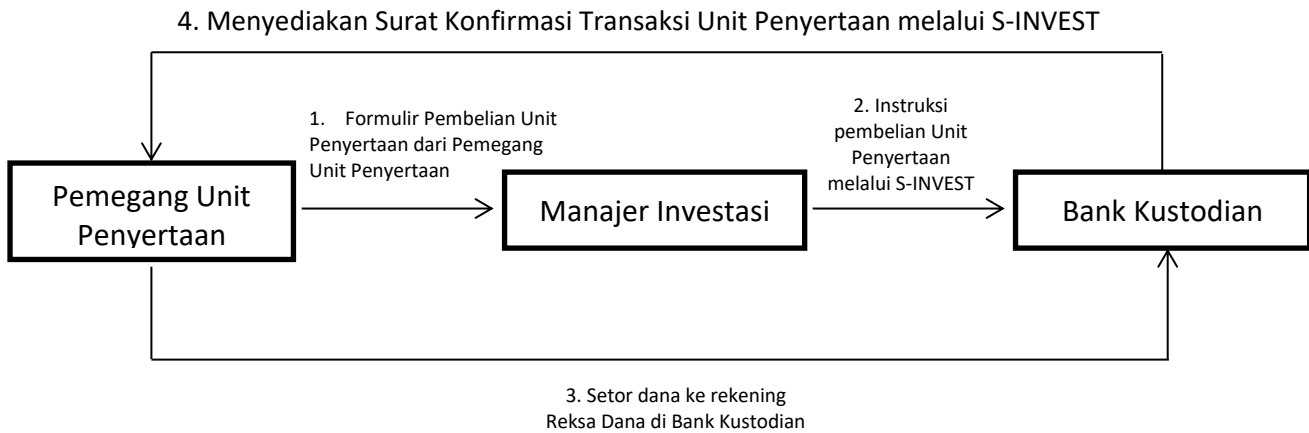 4. Menyediakan Surat Konfirmasi Transaksi Unit Penyertaan melalui S-INVEST
1. Formulir Pembelian Unit
Penyertaan dari Pemegang
Unit Penyertaan
2. Instruksi
pembelian Unit
Penyertaan
melalui S-INVEST
Pemegang Unit
Penyertaan
Manajer Investasi
Bank Kustodian
3. Setor dana ke rekening
Reksa Dana di Bank Kustodian